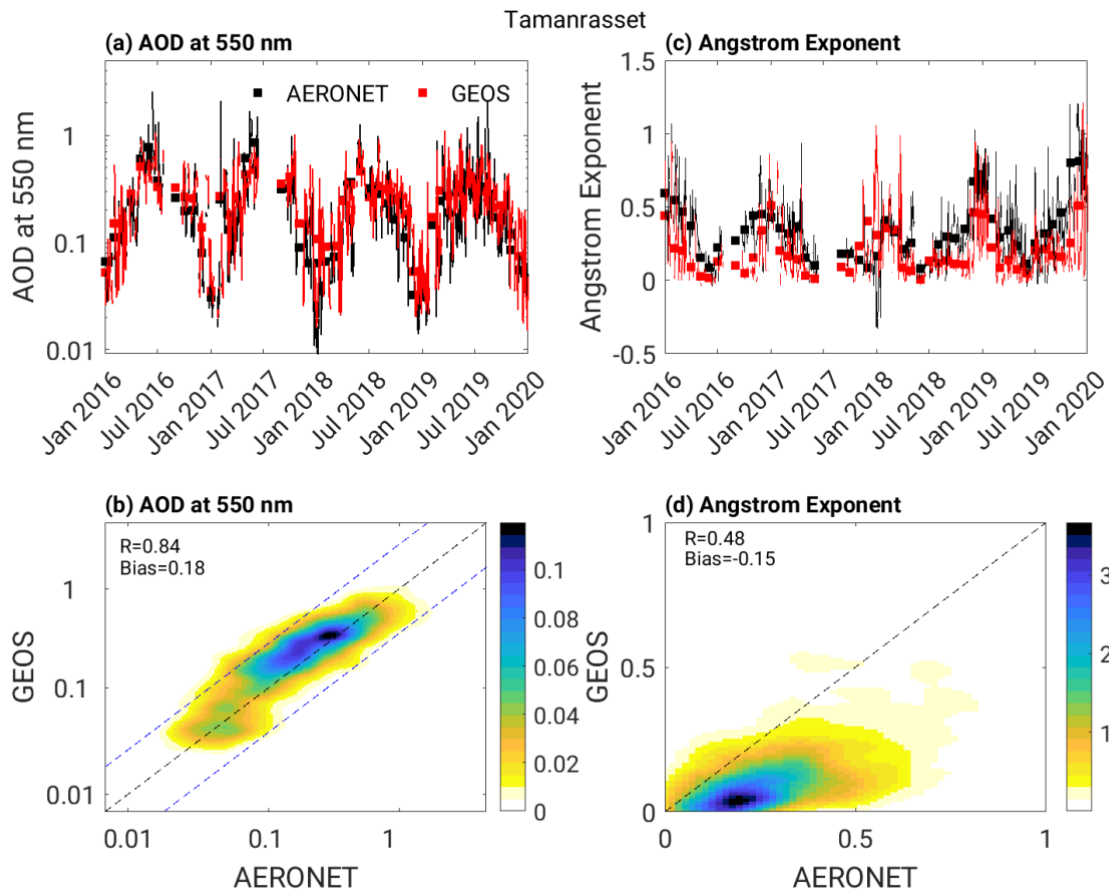 Tamanrasset
(a) AOD at 550 nm
AERONET
GEOS
AOD at 550 nm
1
0.1
0.01
Jan 2016
Jul 2016
Jan 2017
Jul 2017
Jan 2018
Jul 2018
Jan 2019
Jul 2019
Jan 2020
(c) Angstrom Exponent
Angstrom Exponent
1.5
1
0.5
0
-0.5
Jan 2016
Jul 2016
Jan 2017
Jul 2017
Jan 2018
Jul 2018
Jan 2019
Jul 2019
Jan 2020
(b) AOD at 550 nm
R=0.84
Bias=0.18
GEOS
1
0.1
0.01
0.01
0.1
1
AERONET
0.1
0.08
0.06
0.04
0.02
0
(d) Angstrom Exponent
R=0.48
Bias=-0.15
GEOS
1
0.5
0
0
0.5
1
AERONET
3
2
1